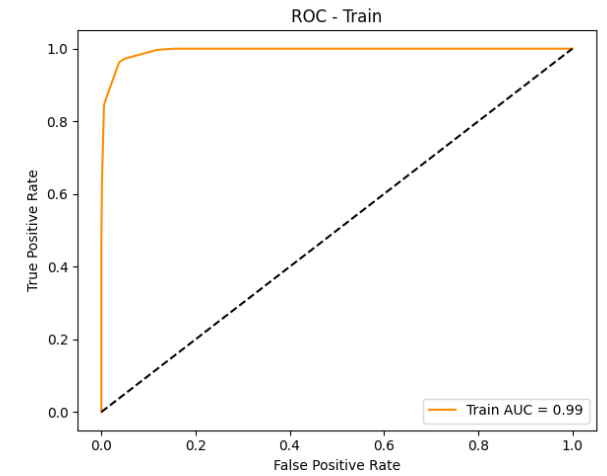 ROC - Train
True Positive Rate
1.0
0.8
0.6
0.4
0.2
0.0
Train AUC = 0.99
0.0 0.2 0.4 0.6 0.8 1.0
False Positive Rate